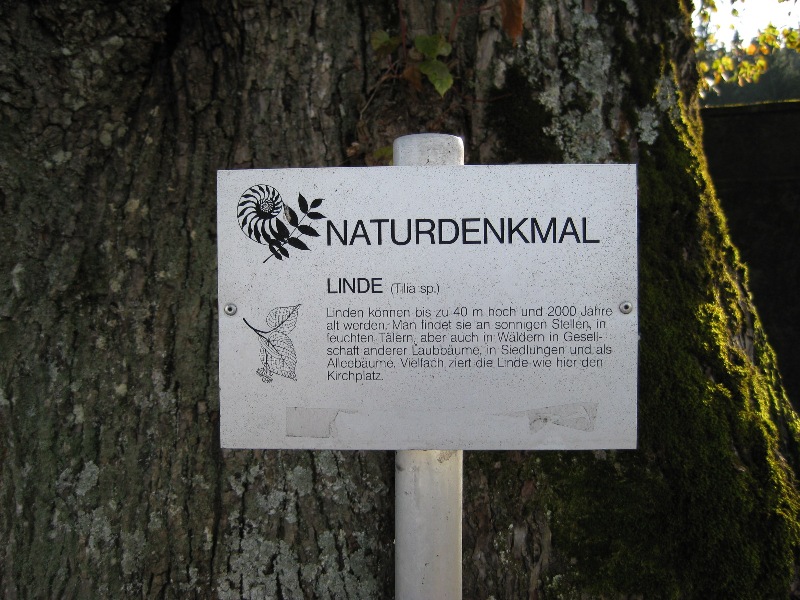 NATURDENKMAL
LINDE (Tilia sp.)
Linden können bis zu 40 m hoch und 2000 Jahre
alt werden. Man findet sie an sonnigen Stellen, in
feuchten Tälern, aber auch in Wäldern in Gesell-
schaft anderer Laubbäume, in Siedlungen und als
Alleebäume. Vielfach ziert die Linde wie hier den
Kirchplatz.